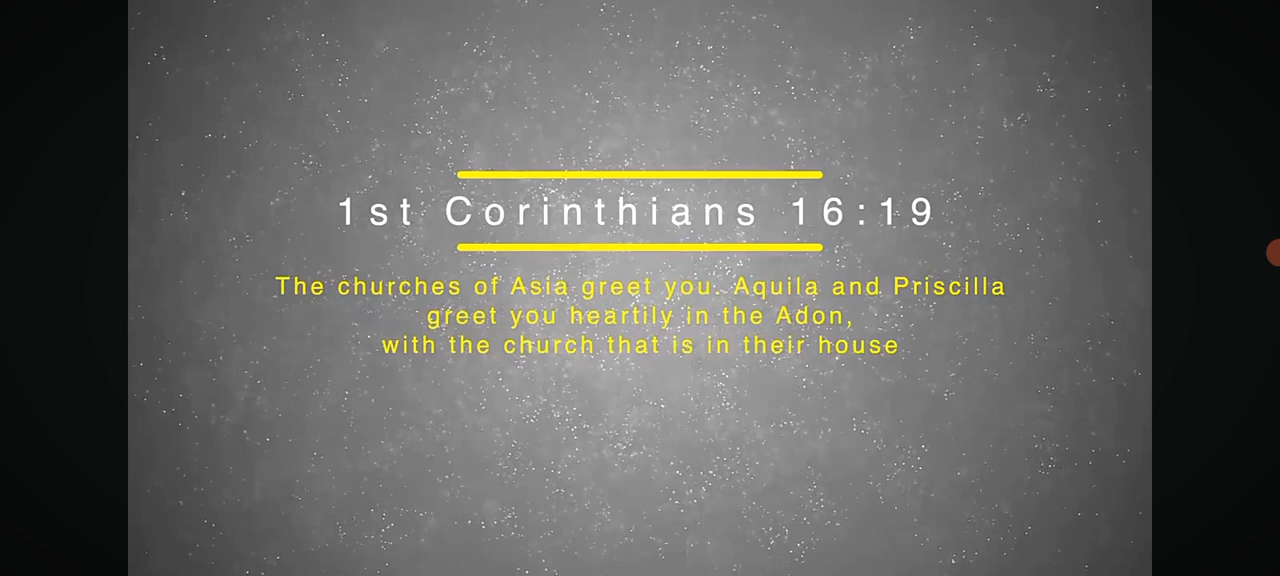 1st Corinthians 16:19
The churches of Asia greet you. Aquila and Priscilla
greet you heartily in the Adon,
with the church that is in their house